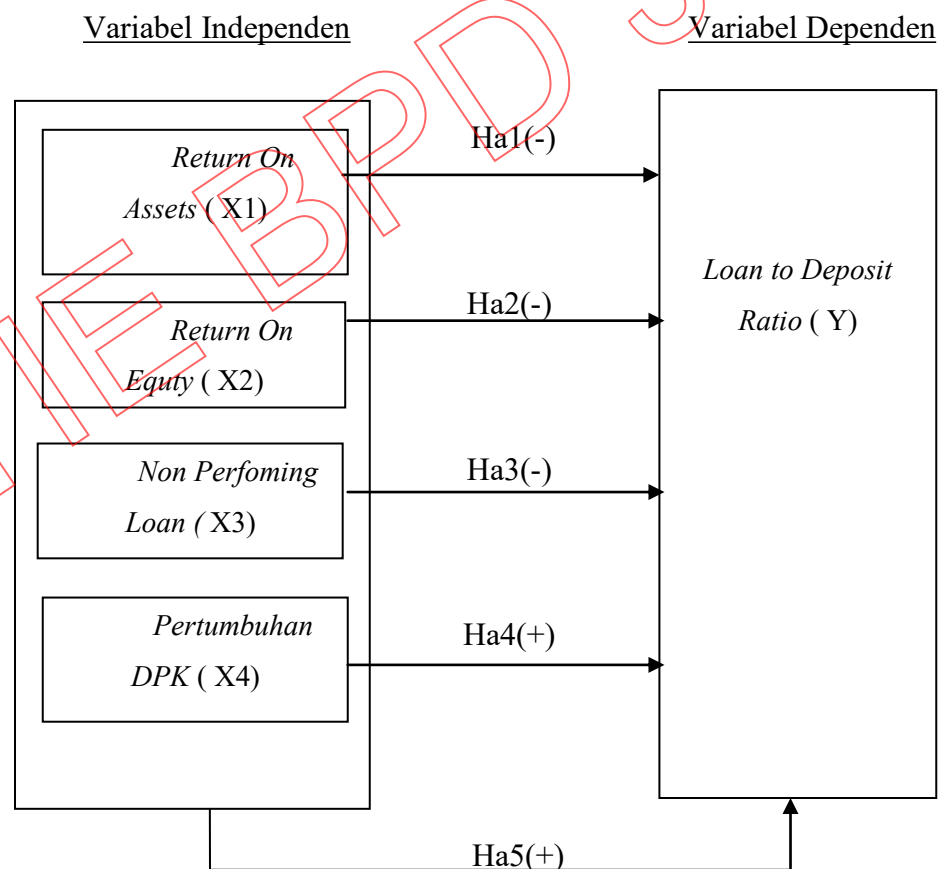 Variabel Independen
Variabel Dependen
Return On
Assets ( X1)
Return On
Equty ( X2)
Non Perfoming
Loan ( X3)
Pertumbuhan
DPK ( X4)
Ha1(-)
Ha2(-)
Ha3(-)
Ha4(+)
Loan to Deposit
Ratio ( Y)
Ha5(+)